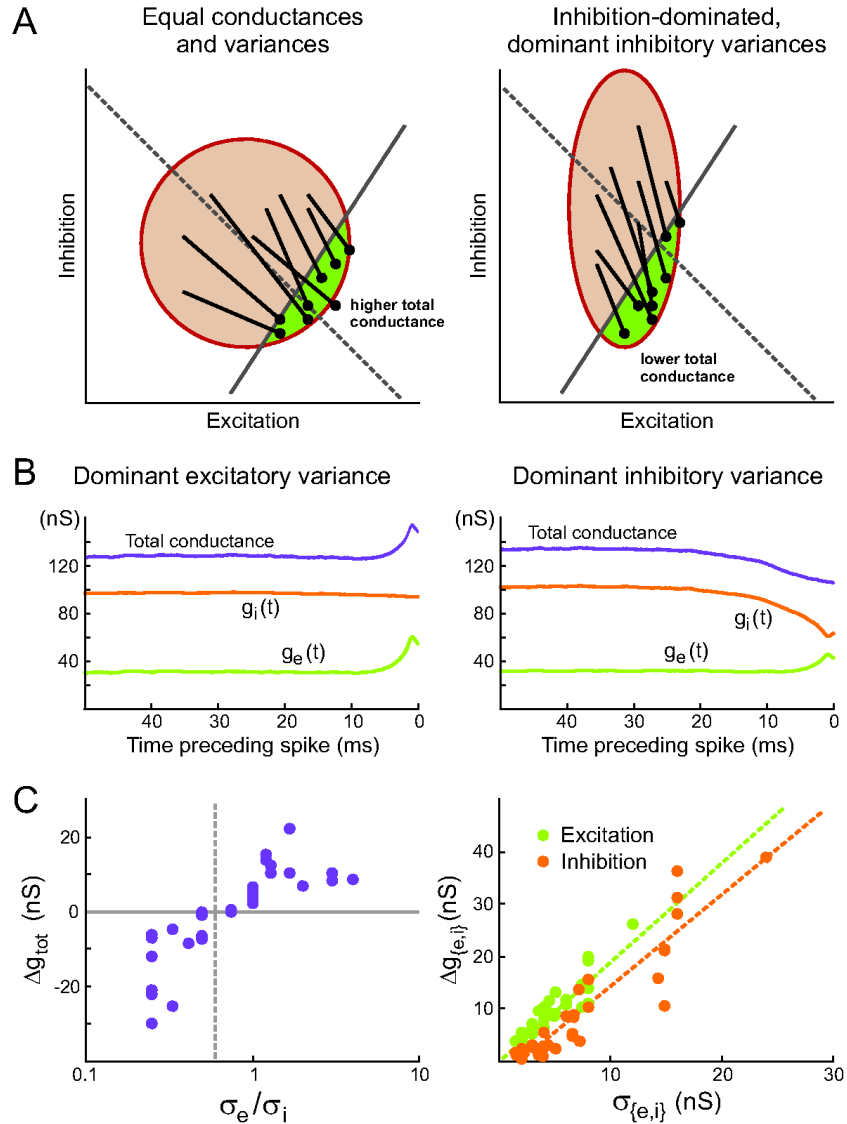 A
Equal conductances
and variances
Inhibition
Excitation
higher total
conductance
Inhibition-dominated,
dominant inhibitory variances
Inhibition
Excitation
lower total
conductance
B
Dominant excitatory variance
(nS)
120
80
40
Total conductance
g_i(t)
g_e(t)
40
30
20
10
0
Time preceding spike (ms)
Dominant inhibitory variance
(nS)
120
80
40
Total conductance
g_i(t)
g_e(t)
40
30
20
10
0
Time preceding spike (ms)
C
Δg_tot (nS)
20
0
-20
0.1
1
10
σ_e/σ_i
Δg_{e,i} (nS)
40
30
20
10
Excitation
Inhibition
0
10
20
30
σ_{e,i} (nS)